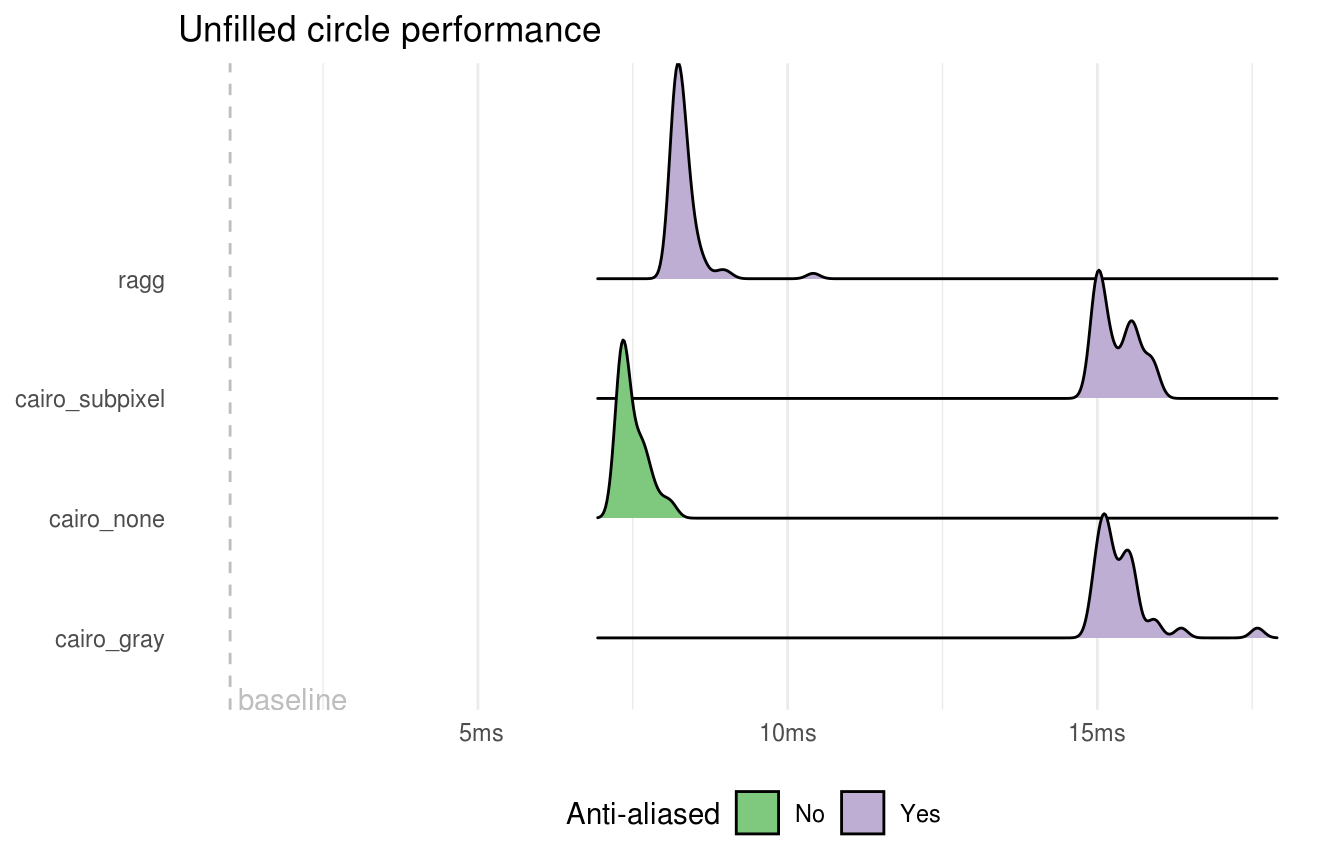 Unfilled circle performance
ragg
cairo_subpixel
cairo_none
cairo_gray
baseline
5ms 10ms 15ms
Anti-aliased No Yes